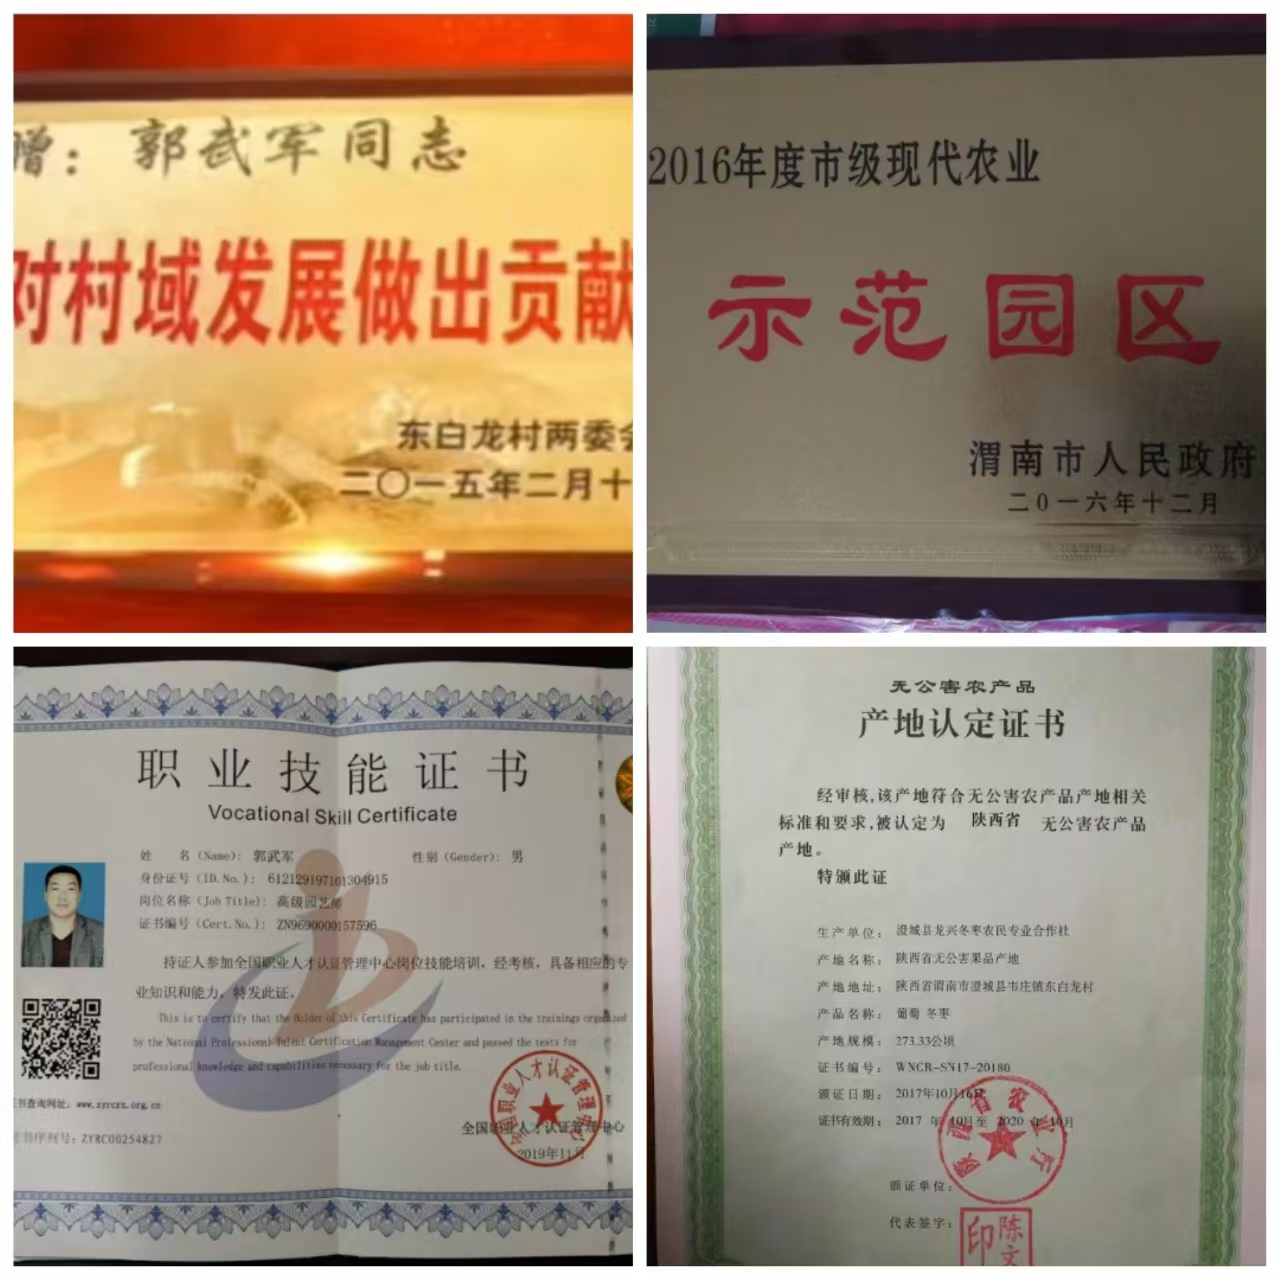 赠：郭武军同志
对村域发展做出贡献
东白龙村两委会
二〇一五年二月十
2016年度市级现代农业
示范园区
渭南市人民政府
二〇一六年十二月
职业技能证书
Vocational Skill Certificate
姓 名 (Name): 郭武军 性别 (Gender): 男
身份证号 (ID.No.): 612129197101304915
岗位名称 (Job Title): 高级园艺师
证书编号 (Cert.No.): ZN9690000157596
持证人参加全国职业人才认证管理中心岗位技能培训，经考核，具备相应的专
业知识和能力，特发此证。
This is to certify that the Holder of this Certificate has participated in the trainings organized
by the National Professional Talent Certification Management Center and passed the tests for
professional knowledge and capabilities necessary for the job title.
证书查询网址: www.zyrcrz.org.cn
证书序列号: ZYRC00254827
全国职业人才认证管理中心
2019年11月
无公害农产品
产地认定证书
经审核,该产地符合无公害农产品产地相关
标准和要求,被认定为 陕西省 无公害农产品
产地。
特颁此证
生产单位： 澄城县龙兴冬枣农民专业合作社
产地名称： 陕西省无公害果品产地
产地地址： 陕西省渭南市澄城县韦庄镇东白龙村
产品名称： 葡萄 冬枣
产地规模： 273.33公顷
证书编号： WNCR-SN17-20180
颁证日期： 2017年10月16日
证书有效期： 2017 年 10月至 2020 年 10月
颁证单位：
陕西省农业厅
代表签字：
陈文
印